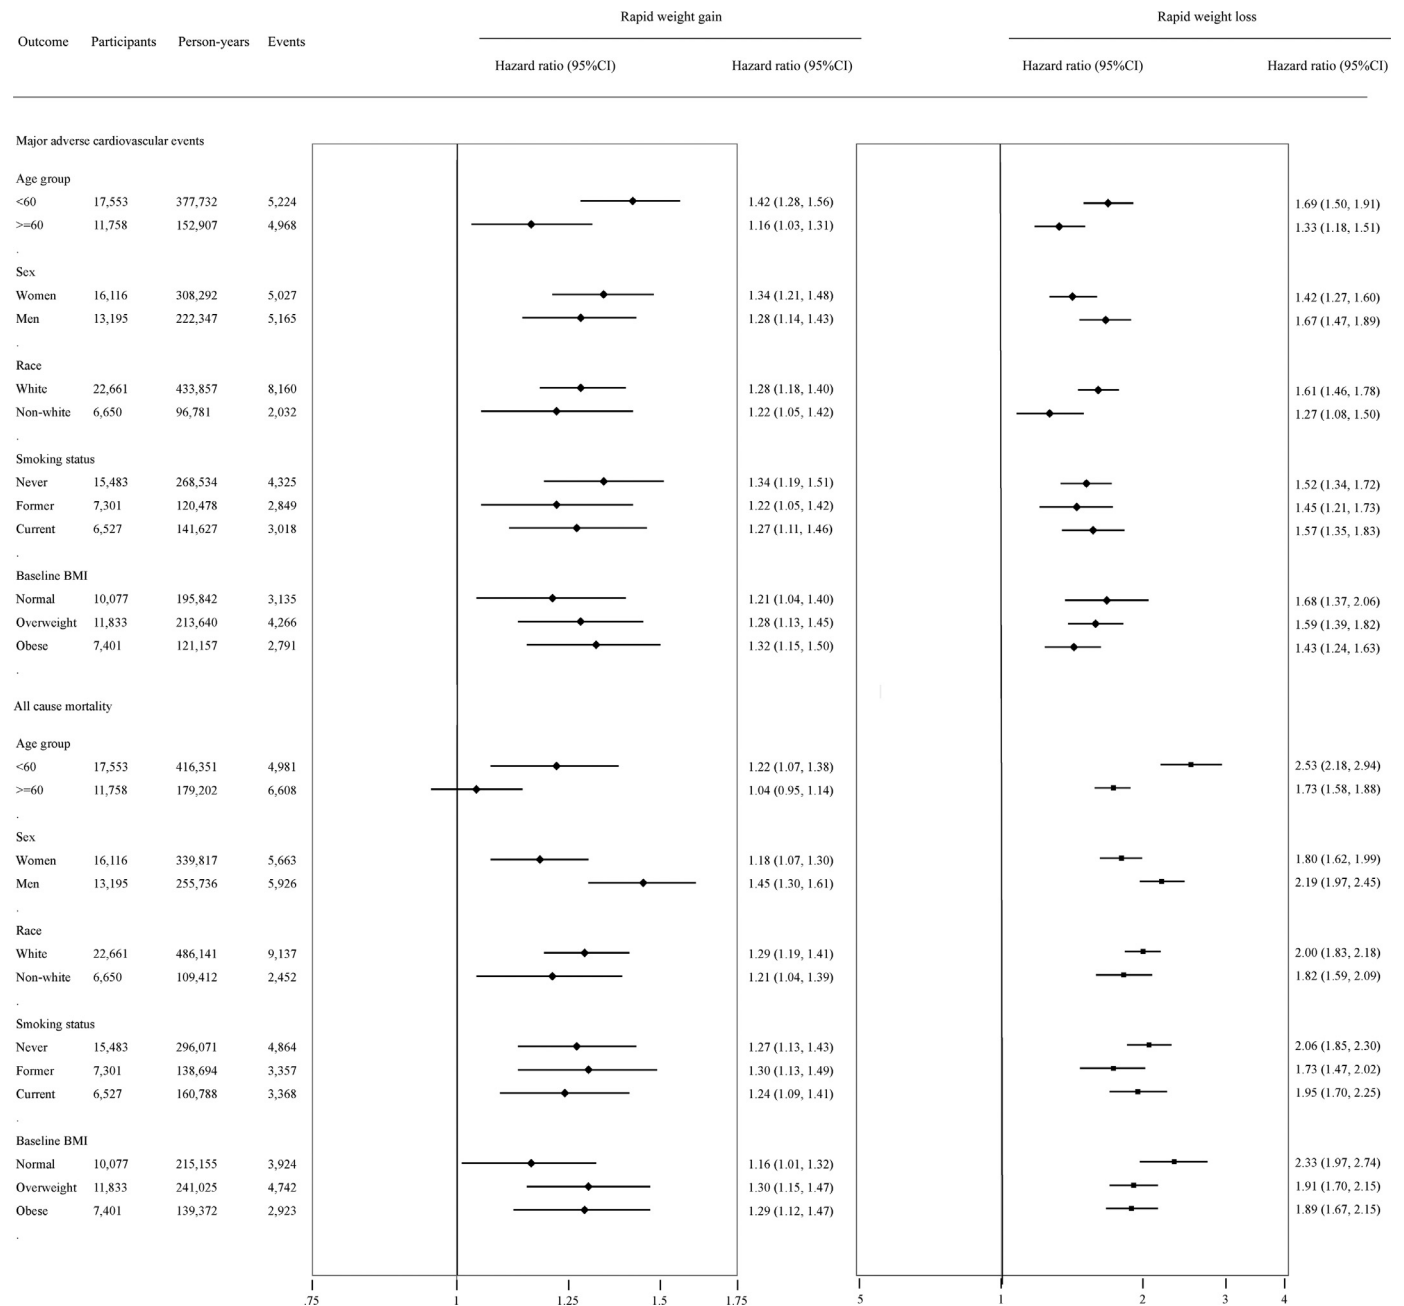 Rapid weight gain Rapid weight loss
Outcome Participants Person-years Events
Hazard ratio (95%CI) Hazard ratio (95%CI) Hazard ratio (95%CI) Hazard ratio (95%CI)
Major adverse cardiovascular events
Age group
<60 17,553 377,732 5,224 1.42 (1.28, 1.56) 1.69 (1.50, 1.91)
>=60 11,758 152,907 4,968 1.16 (1.03, 1.31) 1.33 (1.18, 1.51)
.
Sex
Women 16,116 308,292 5,027 1.34 (1.21, 1.48) 1.42 (1.27, 1.60)
Men 13,195 222,347 5,165 1.28 (1.14, 1.43) 1.67 (1.47, 1.89)
.
Race
White 22,661 433,857 8,160 1.28 (1.18, 1.40) 1.61 (1.46, 1.78)
Non-white 6,650 96,781 2,032 1.22 (1.05, 1.42) 1.27 (1.08, 1.50)
.
Smoking status
Never 15,483 268,534 4,325 1.34 (1.19, 1.51) 1.52 (1.34, 1.72)
Former 7,301 120,478 2,849 1.22 (1.05, 1.42) 1.45 (1.21, 1.73)
Current 6,527 141,627 3,018 1.27 (1.11, 1.46) 1.57 (1.35, 1.83)
.
Baseline BMI
Normal 10,077 195,842 3,135 1.21 (1.04, 1.40) 1.68 (1.37, 2.06)
Overweight 11,833 213,640 4,266 1.28 (1.13, 1.45) 1.59 (1.39, 1.82)
Obese 7,401 121,157 2,791 1.32 (1.15, 1.50) 1.43 (1.24, 1.63)
.
All cause mortality
Age group
<60 17,553 416,351 4,981 1.22 (1.07, 1.38) 2.53 (2.18, 2.94)
>=60 11,758 179,202 6,608 1.04 (0.95, 1.14) 1.73 (1.58, 1.88)
.
Sex
Women 16,116 339,817 5,663 1.18 (1.07, 1.30) 1.80 (1.62, 1.99)
Men 13,195 255,736 5,926 1.45 (1.30, 1.61) 2.19 (1.97, 2.45)
.
Race
White 22,661 486,141 9,137 1.29 (1.19, 1.41) 2.00 (1.83, 2.18)
Non-white 6,650 109,412 2,452 1.21 (1.04, 1.39) 1.82 (1.59, 2.09)
.
Smoking status
Never 15,483 296,071 4,864 1.27 (1.13, 1.43) 2.06 (1.85, 2.30)
Former 7,301 138,694 3,357 1.30 (1.13, 1.49) 1.73 (1.47, 2.02)
Current 6,527 160,788 3,368 1.24 (1.09, 1.41) 1.95 (1.70, 2.25)
.
Baseline BMI
Normal 10,077 215,155 3,924 1.16 (1.01, 1.32) 2.33 (1.97, 2.74)
Overweight 11,833 241,025 4,742 1.30 (1.15, 1.47) 1.91 (1.70, 2.15)
Obese 7,401 139,372 2,923 1.29 (1.12, 1.47) 1.89 (1.67, 2.15)
.
.75 1 1.25 1.5 1.75 5 1 2 3 4